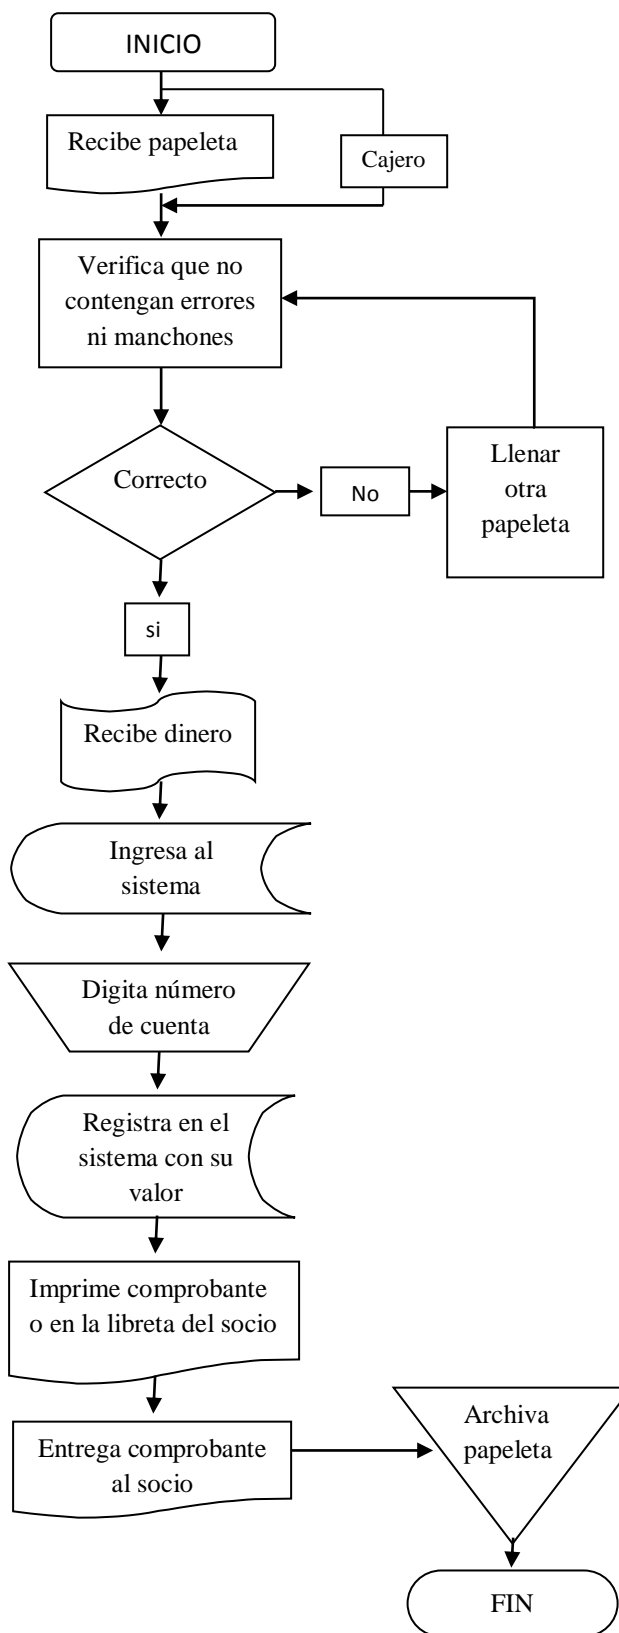 INICIO
Recibe papeleta
Cajero
Verifica que no
contengan errores
ni manchones
Correcto
No
Llenar
otra
papeleta
si
Recibe dinero
Ingresa al
sistema
Digita número
de cuenta
Registra en el
sistema con su
valor
Imprime comprobante
o en la libreta del socio
Entrega comprobante
al socio
Archiva
papeleta
FIN